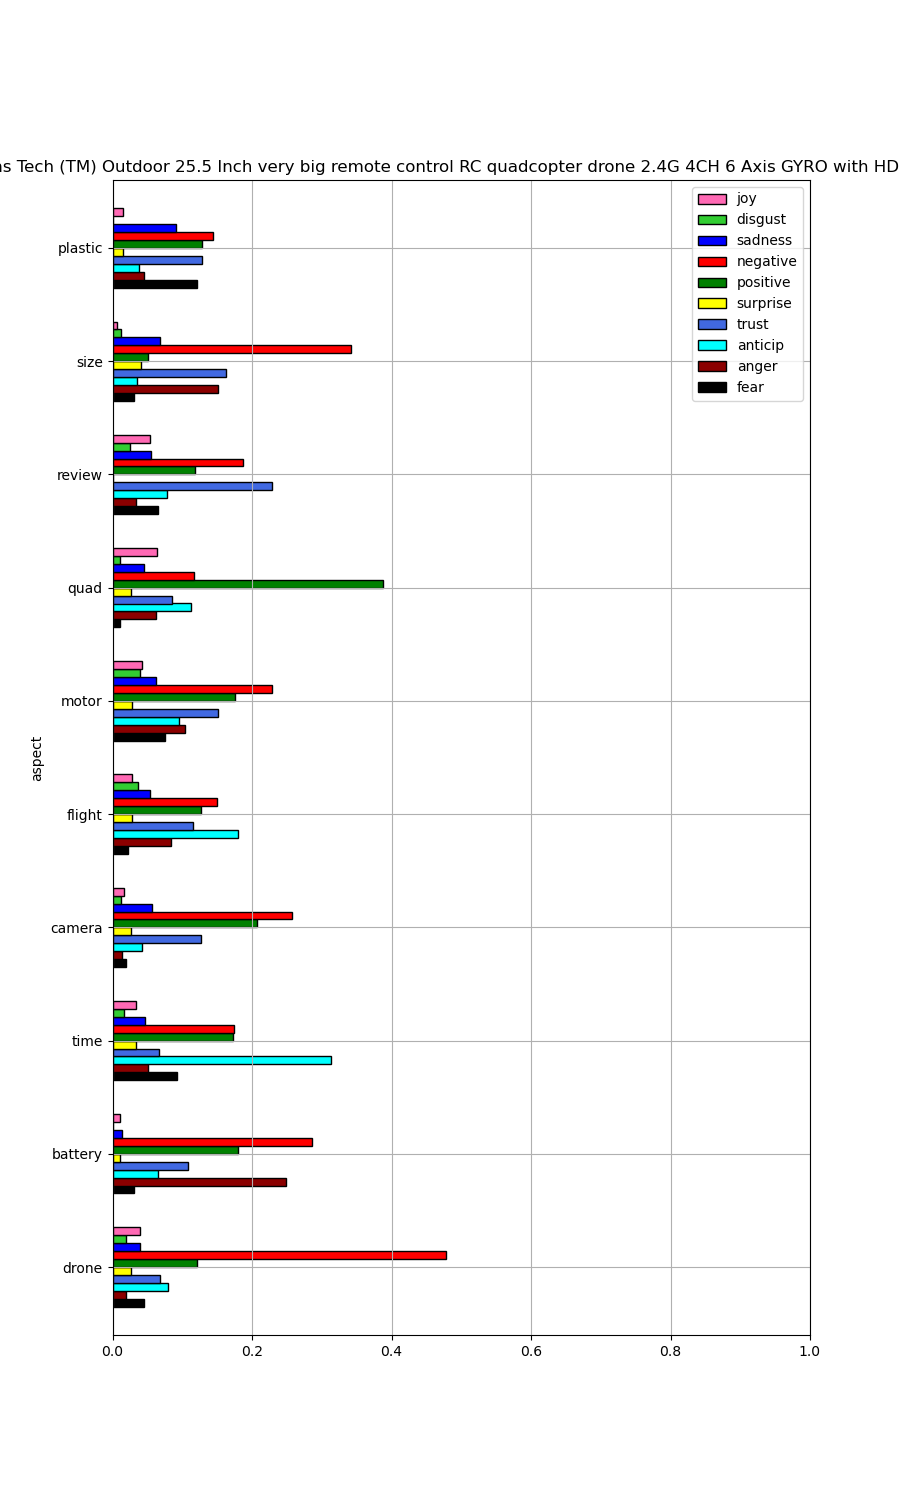 Tech (TM) Outdoor 25.5 Inch very big remote control RC quadcopter drone 2.4G 4CH 6 Axis GYRO with HD
joy
disgust
sadness
negative
positive
surprise
trust
anticip
anger
fear
plastic
size
review
quad
motor
flight
camera
time
battery
drone
aspect
0.0 0.2 0.4 0.6 0.8 1.0